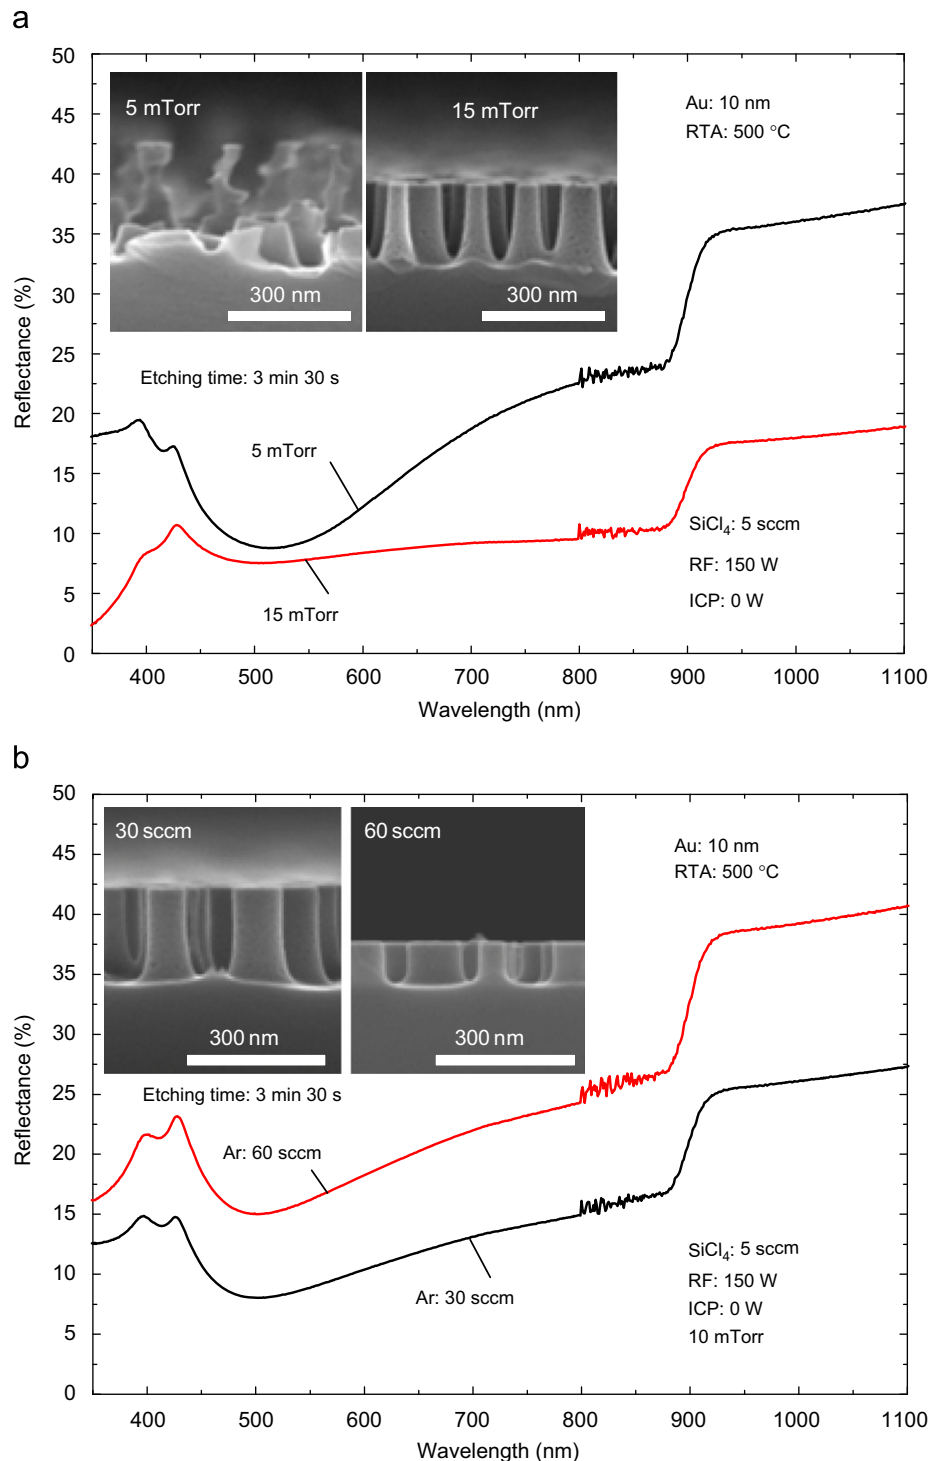 a
50
45
40
35
30
25
20
15
10
5
0
Reflectance (%)
5 mTorr
15 mTorr
300 nm
300 nm
Au: 10 nm
RTA: 500 °C
Etching time: 3 min 30 s
5 mTorr
15 mTorr
SiCl₄: 5 sccm
RF: 150 W
ICP: 0 W
400 500 600 700 800 900 1000 1100
Wavelength (nm)
b
50
45
40
35
30
25
20
15
10
5
0
Reflectance (%)
30 sccm
60 sccm
300 nm
300 nm
Au: 10 nm
RTA: 500 °C
Etching time: 3 min 30 s
Ar: 60 sccm
Ar: 30 sccm
SiCl₄: 5 sccm
RF: 150 W
ICP: 0 W
10 mTorr
400 500 600 700 800 900 1000 1100
Wavelength (nm)